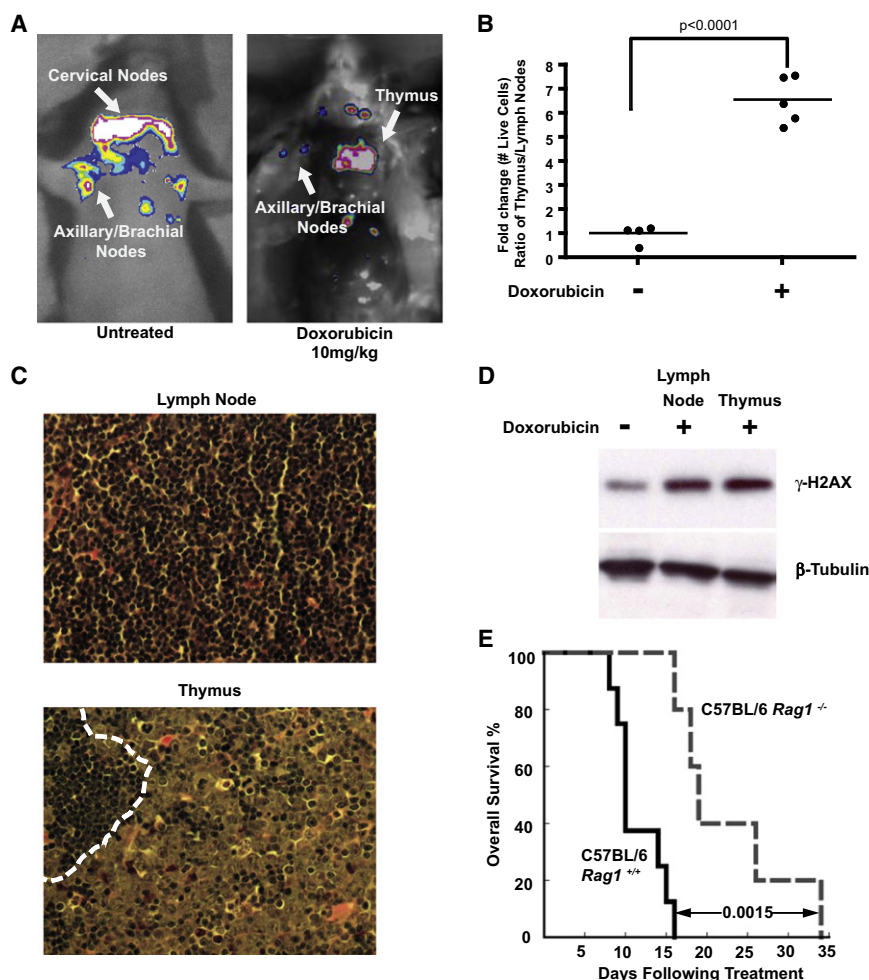 A
Cervical Nodes
Axillary/Brachial
Nodes
Untreated
Thymus
Axillary/Brachial
Nodes
Doxorubicin
10mg/kg
B
p<0.0001
Fold change (# Live Cells)
Ratio of Thymus/Lymph Nodes
8
7
6
5
4
3
2
1
0
Doxorubicin - +
C
Lymph Node
Thymus
D
Lymph
Node Thymus
Doxorubicin - + +
γ-H2AX
β-Tubulin
E
Overall Survival %
100
80
60
40
20
0
C57BL/6 Rag1 -/-
C57BL/6
Rag1 +/+
0.0015
5 10 15 20 25 30 35
Days Following Treatment